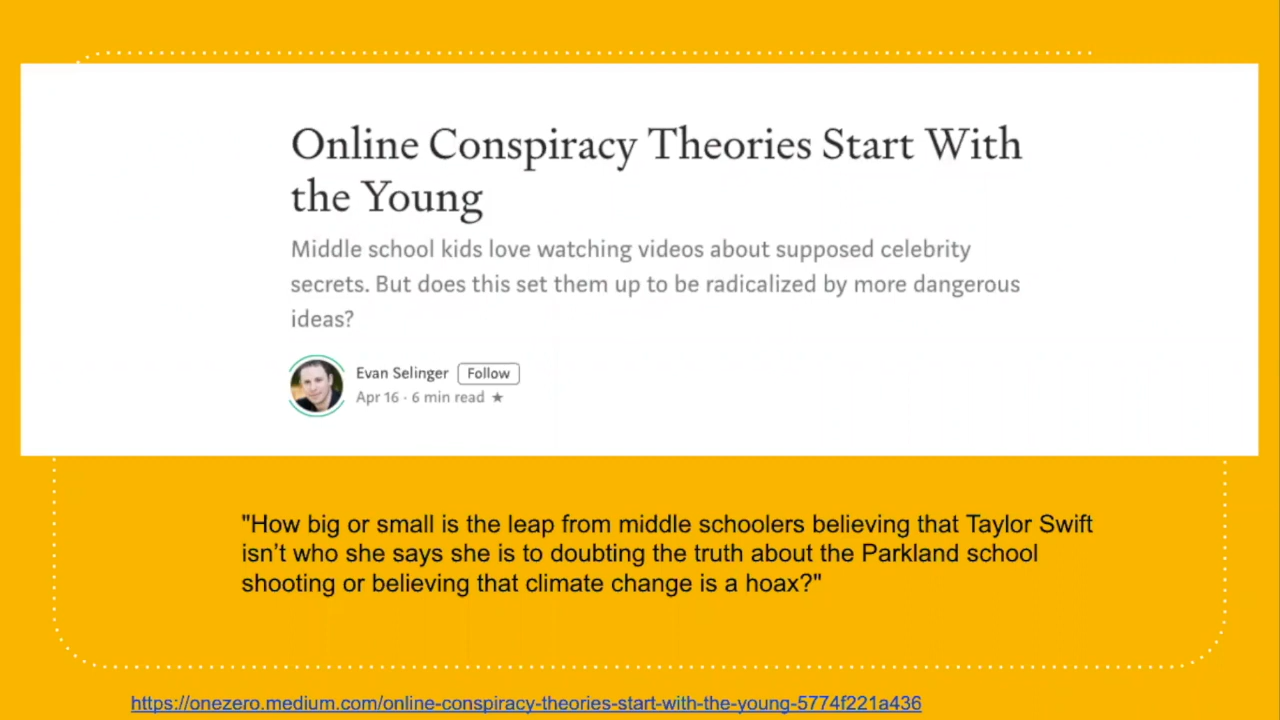 Online Conspiracy Theories Start With
the Young
Middle school kids love watching videos about supposed celebrity
secrets. But does this set them up to be radicalized by more dangerous
ideas?
Evan Selinger Follow
Apr 16 · 6 min read ★
"How big or small is the leap from middle schoolers believing that Taylor Swift
isn’t who she says she is to doubting the truth about the Parkland school
shooting or believing that climate change is a hoax?"
https://onezero.medium.com/online-conspiracy-theories-start-with-the-young-5774f221a436